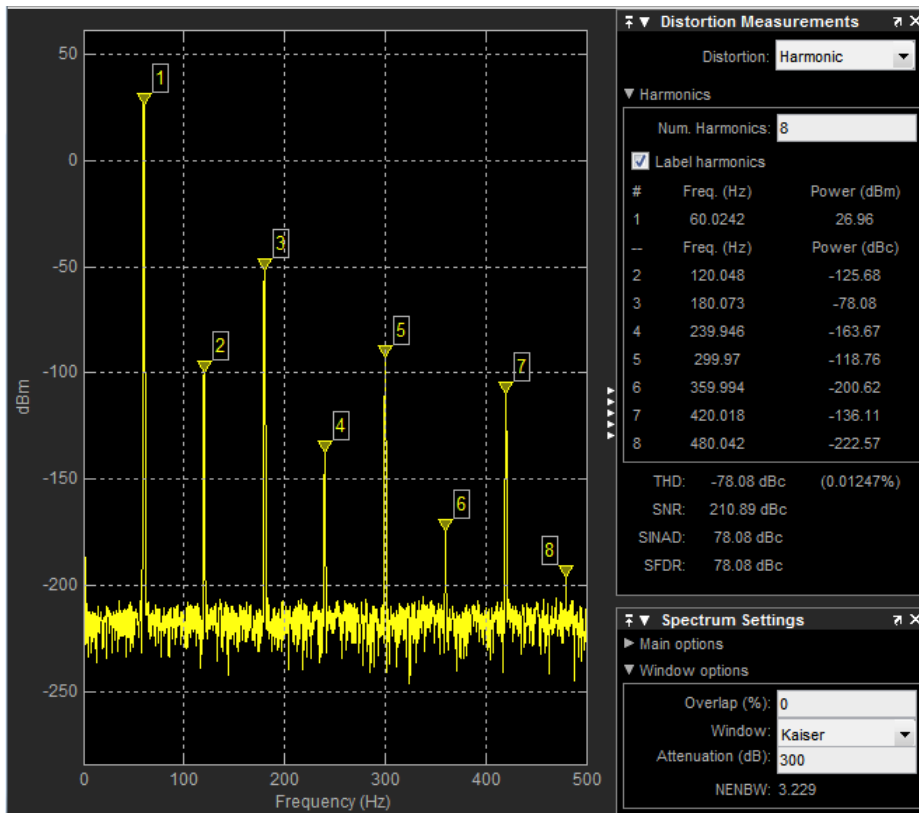 50
0
-50
-100
-150
-200
-250
dBm
0 100 200 300 400 500
Frequency (Hz)
1
2
3
4
5
6
7
8
Distortion Measurements
Distortion: Harmonic
Harmonics
Num. Harmonics: 8
Label harmonics
# Freq. (Hz) Power (dBm)
1 60.0242 26.96
-- Freq. (Hz) Power (dBc)
2 120.048 -125.68
3 180.073 -78.08
4 239.946 -163.67
5 299.97 -118.76
6 359.994 -200.62
7 420.018 -136.11
8 480.042 -222.57
THD: -78.08 dBc (0.01247%)
SNR: 210.89 dBc
SINAD: 78.08 dBc
SFDR: 78.08 dBc
Spectrum Settings
Main options
Window options
Overlap (%): 0
Window: Kaiser
Attenuation (dB): 300
NENBW: 3.229